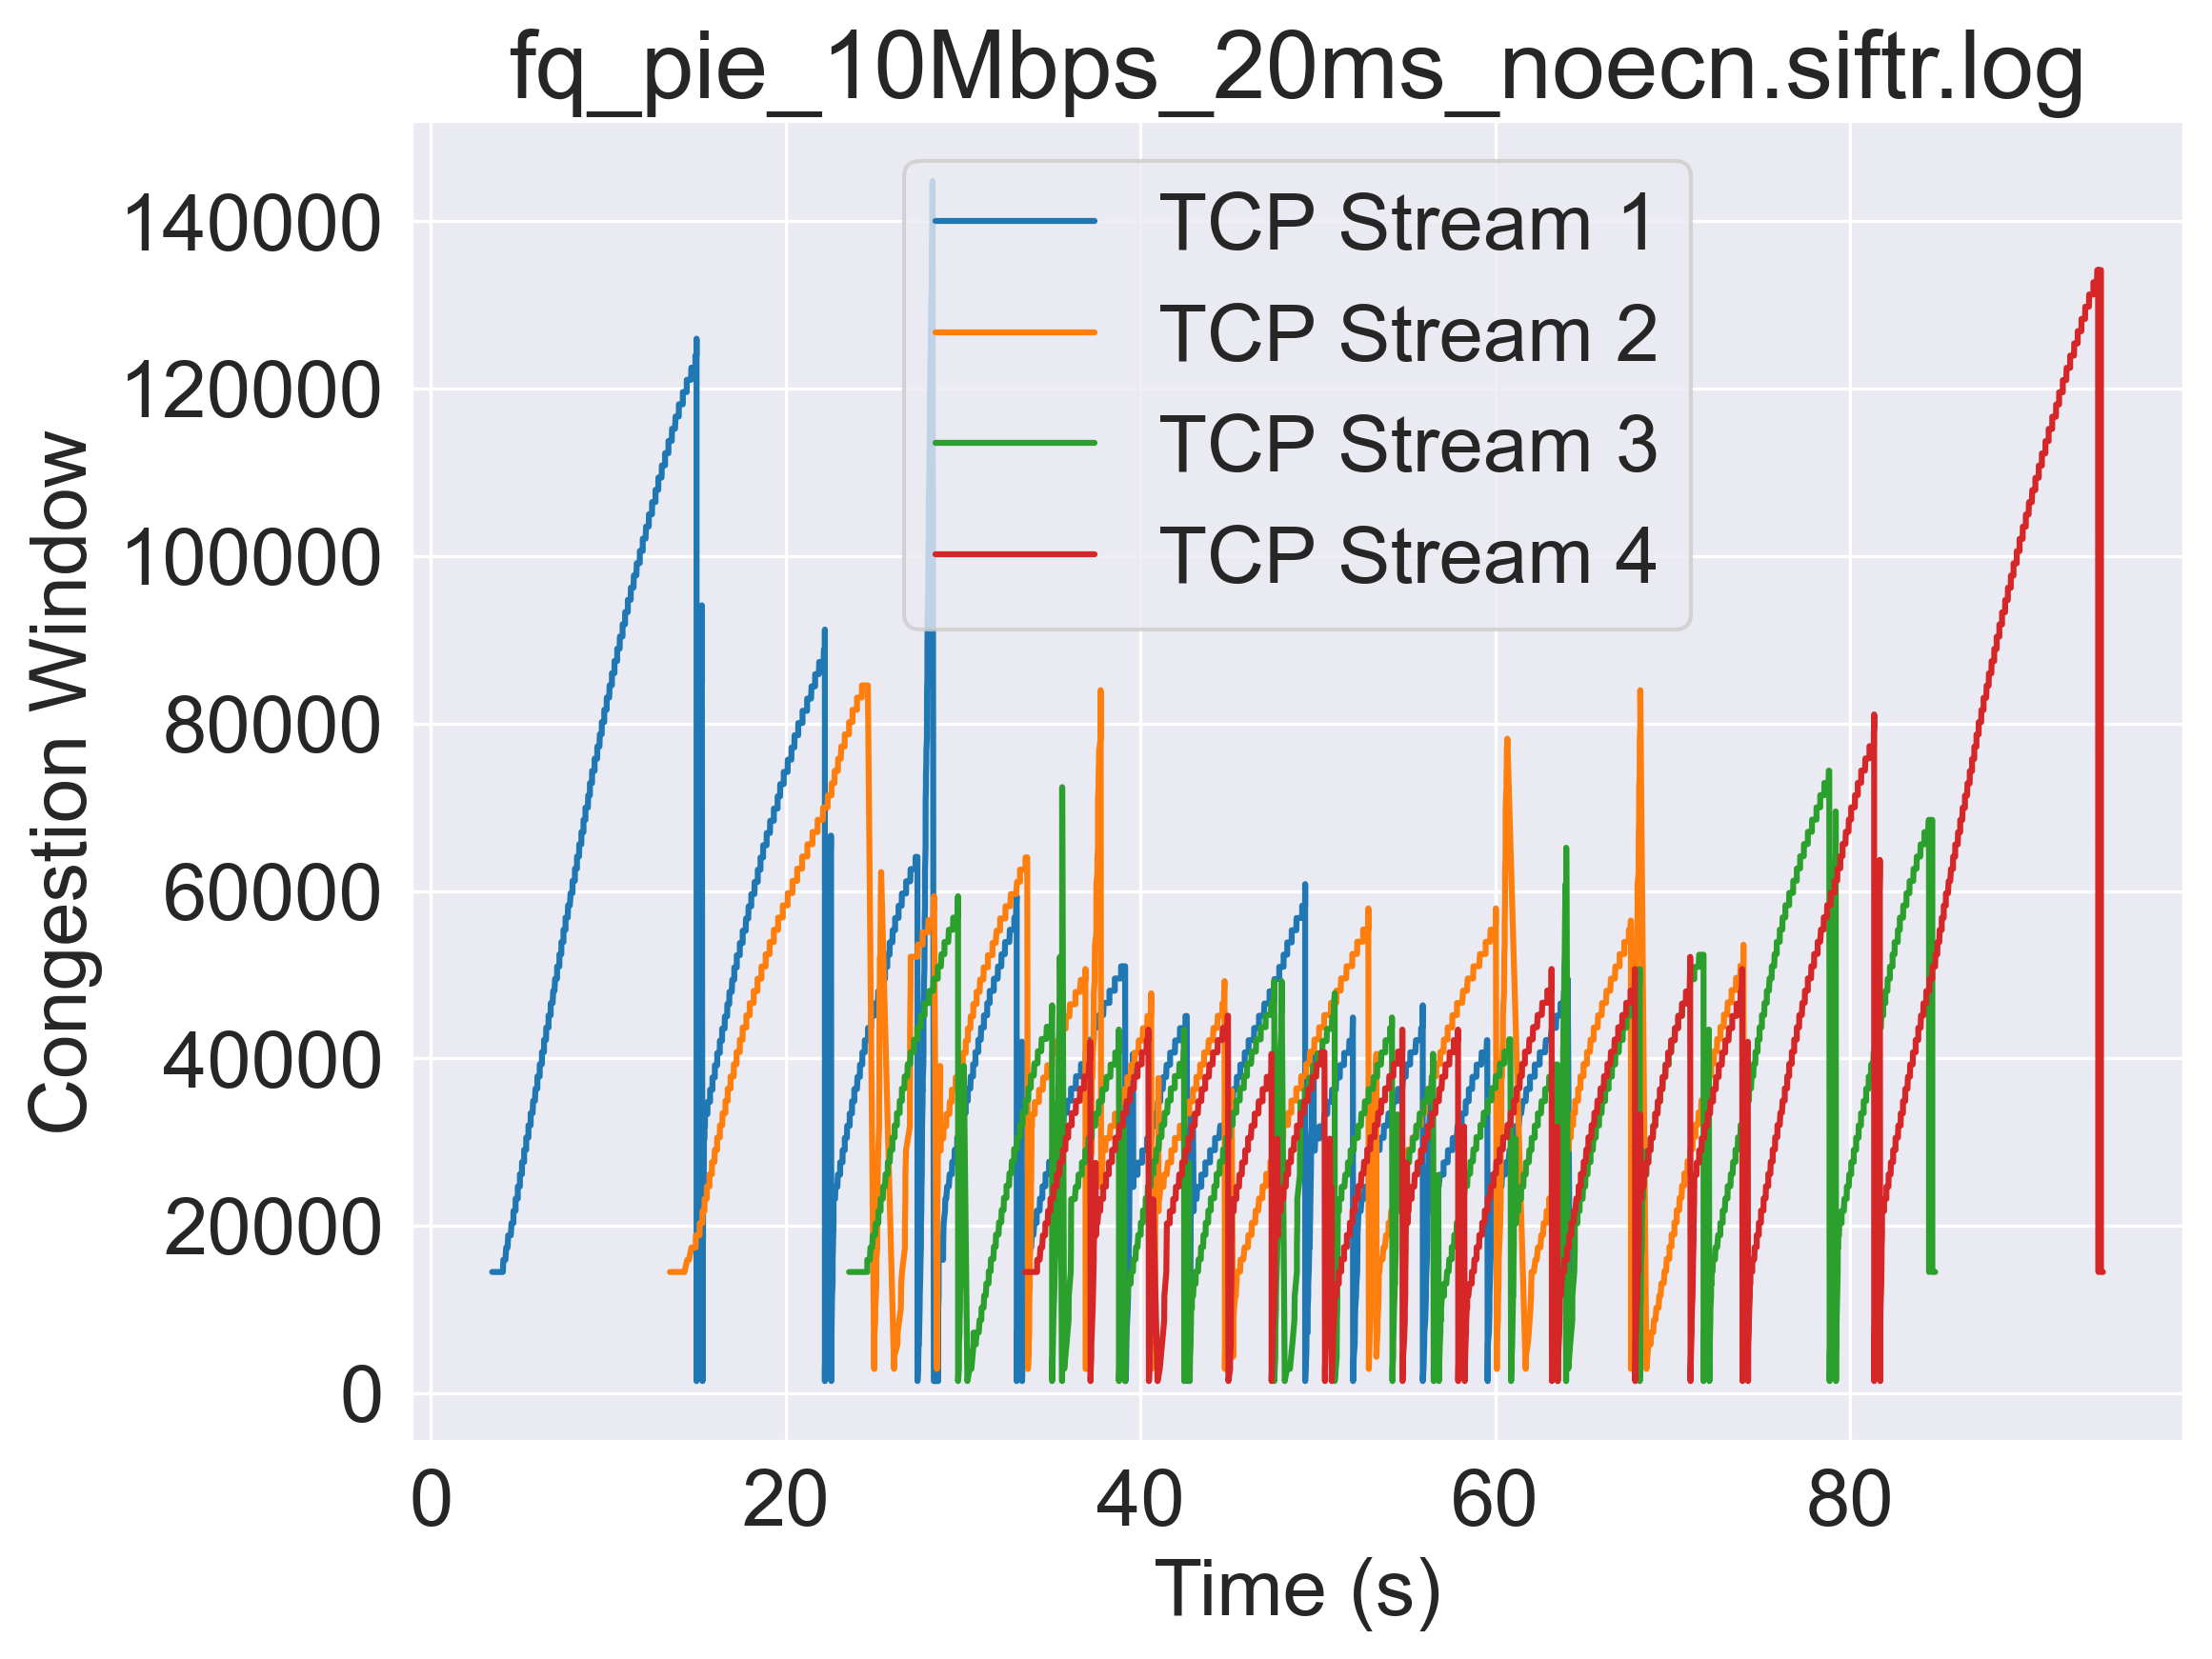 fq_pie_10Mbps_20ms_noecn.siftr.log
140000
120000
100000
80000
60000
40000
20000
0
Congestion Window
TCP Stream 1
TCP Stream 2
TCP Stream 3
TCP Stream 4
0 20 40 60 80
Time (s)